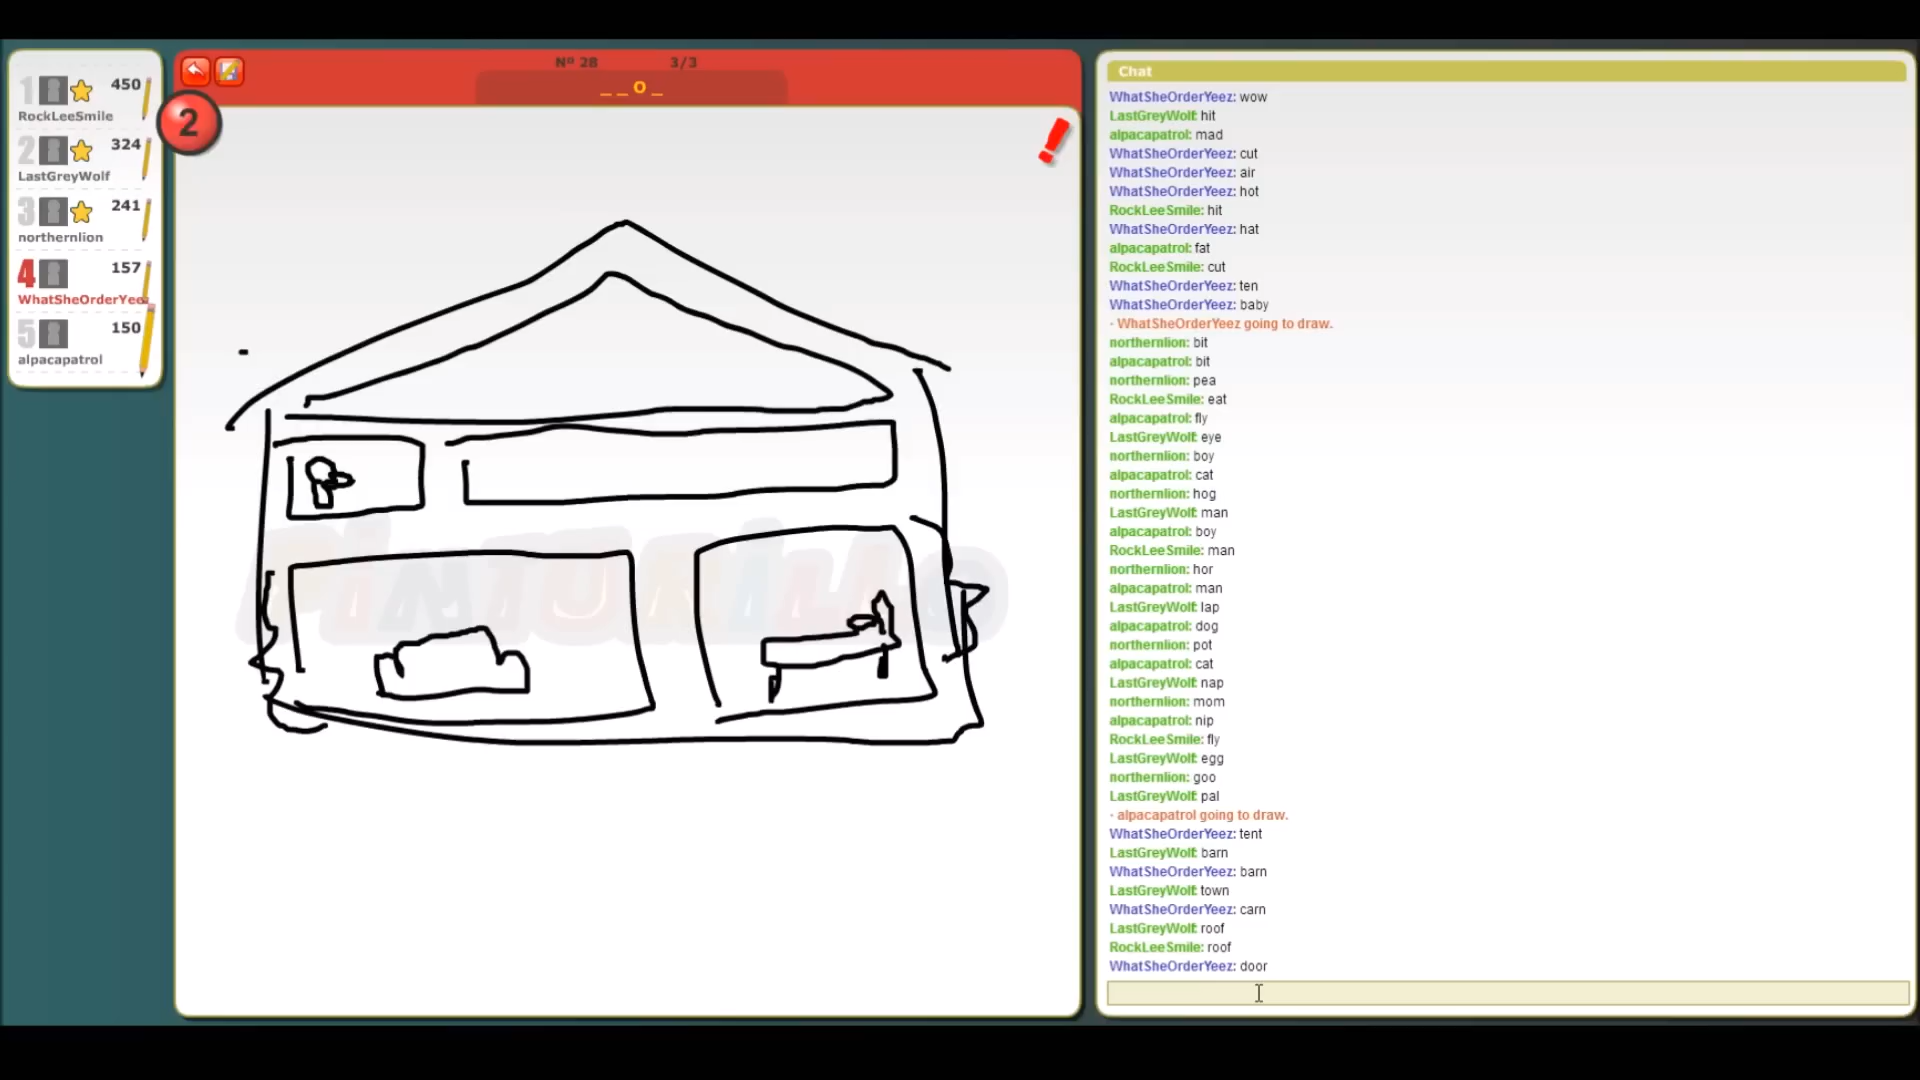 Nº 28 3/3
_ _ O _
1 450
RockLeeSmile
2 324
LastGreyWolf
3 241
northernlion
4 157
WhatSheOrderYeez
5 150
alpacapatrol
2
!
PINTURILLO
Chat
WhatSheOrderYeez: wow
LastGreyWolf: hit
alpacapatrol: mad
WhatSheOrderYeez: cut
WhatSheOrderYeez: air
WhatSheOrderYeez: hot
RockLeeSmile: hit
WhatSheOrderYeez: hat
alpacapatrol: fat
RockLeeSmile: cut
WhatSheOrderYeez: ten
WhatSheOrderYeez: baby
· WhatSheOrderYeez going to draw.
northernlion: bit
alpacapatrol: bit
northernlion: pea
RockLeeSmile: eat
alpacapatrol: fly
LastGreyWolf: eye
northernlion: boy
alpacapatrol: cat
northernlion: hog
LastGreyWolf: man
alpacapatrol: boy
RockLeeSmile: man
northernlion: hor
alpacapatrol: man
LastGreyWolf: lap
alpacapatrol: dog
northernlion: pot
alpacapatrol: cat
LastGreyWolf: nap
northernlion: mom
alpacapatrol: nip
RockLeeSmile: fly
LastGreyWolf: egg
northernlion: goo
LastGreyWolf: pal
· alpacapatrol going to draw.
WhatSheOrderYeez: tent
LastGreyWolf: barn
WhatSheOrderYeez: barn
LastGreyWolf: town
WhatSheOrderYeez: carn
LastGreyWolf: roof
RockLeeSmile: roof
WhatSheOrderYeez: door